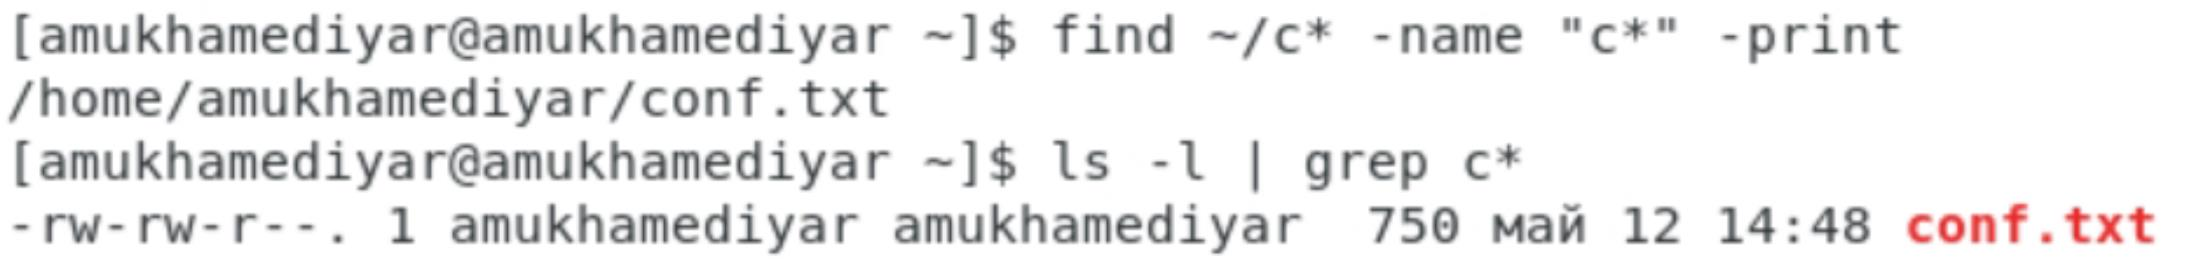 [amukhamediyar@amukhamediyar ~]$ find ~/c* -name "c*" -print
/home/amukhamediyar/conf.txt
[amukhamediyar@amukhamediyar ~]$ ls -l | grep c*
-rw-rw-r--. 1 amukhamediyar amukhamediyar  750 май 12 14:48 conf.txt